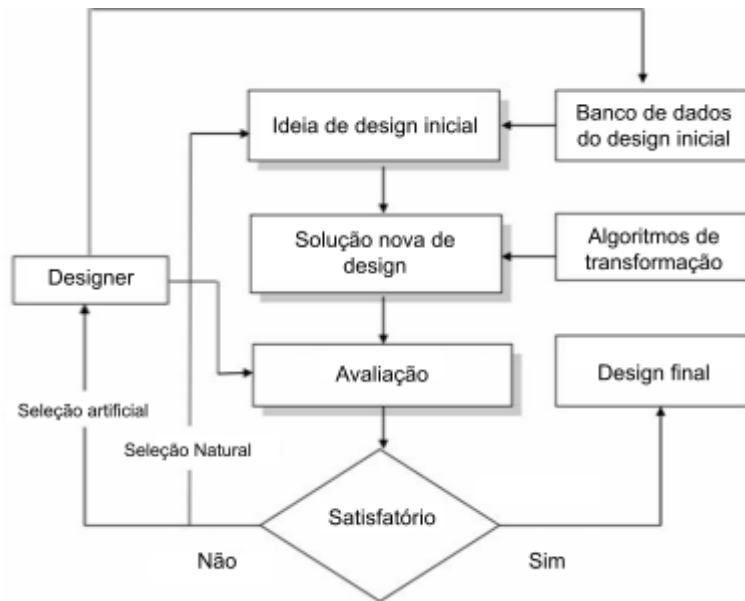 Ideia de design inicial
Banco de dados
do design inicial
Solução nova de
design
Algoritmos de
transformação
Designer
Avaliação
Design final
Seleção artificial
Seleção Natural
Satisfatório
Não
Sim